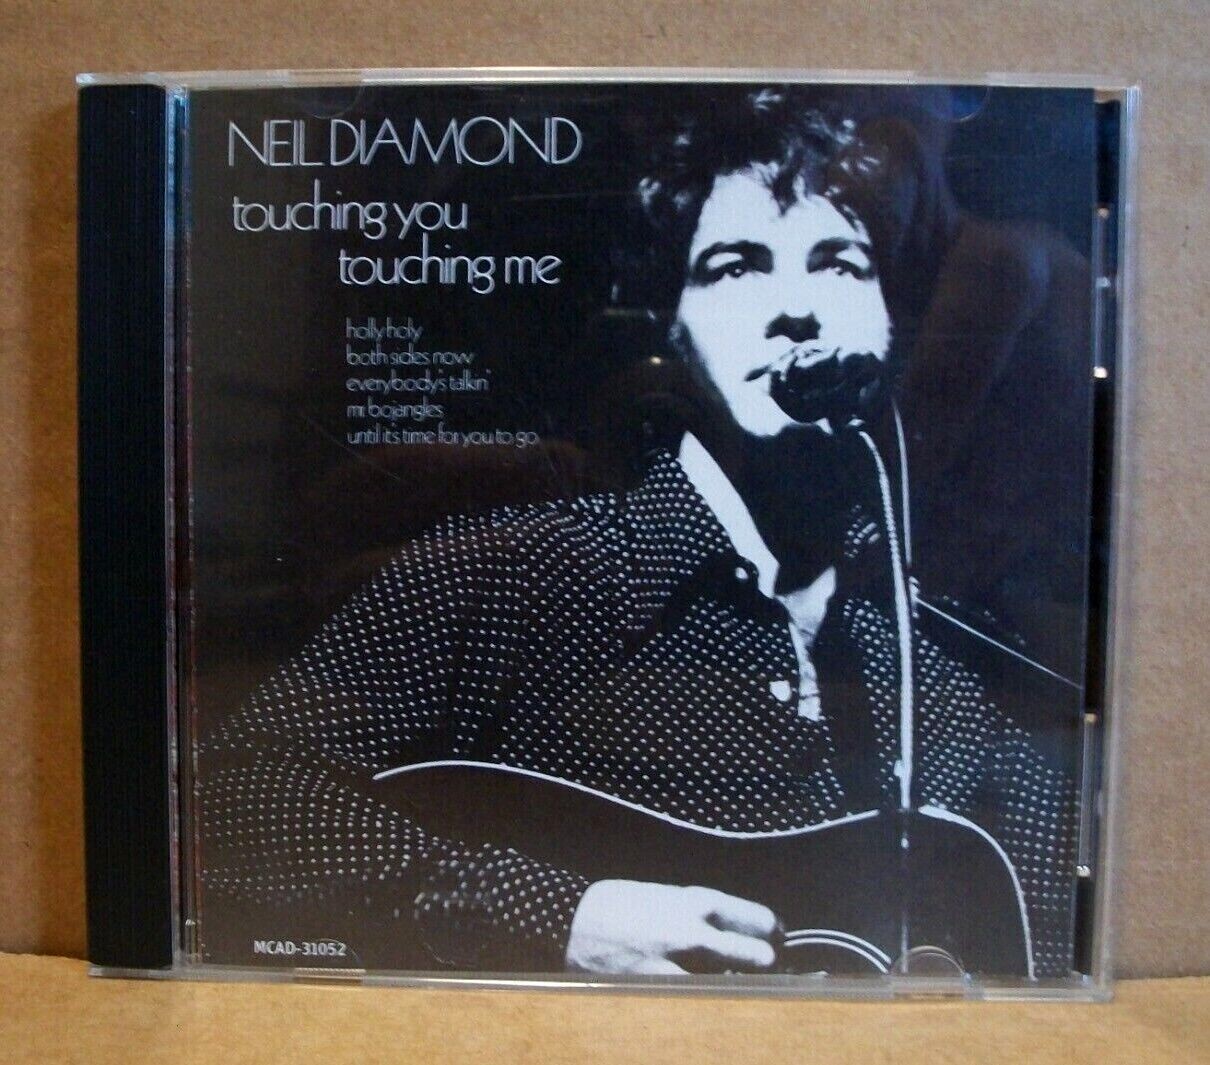 NEIL DIAMOND
touching you
touching me
holly holy
both sides now
everybody's talkin'
mr. bojangles
until it's time for you to go
MCAD-31052